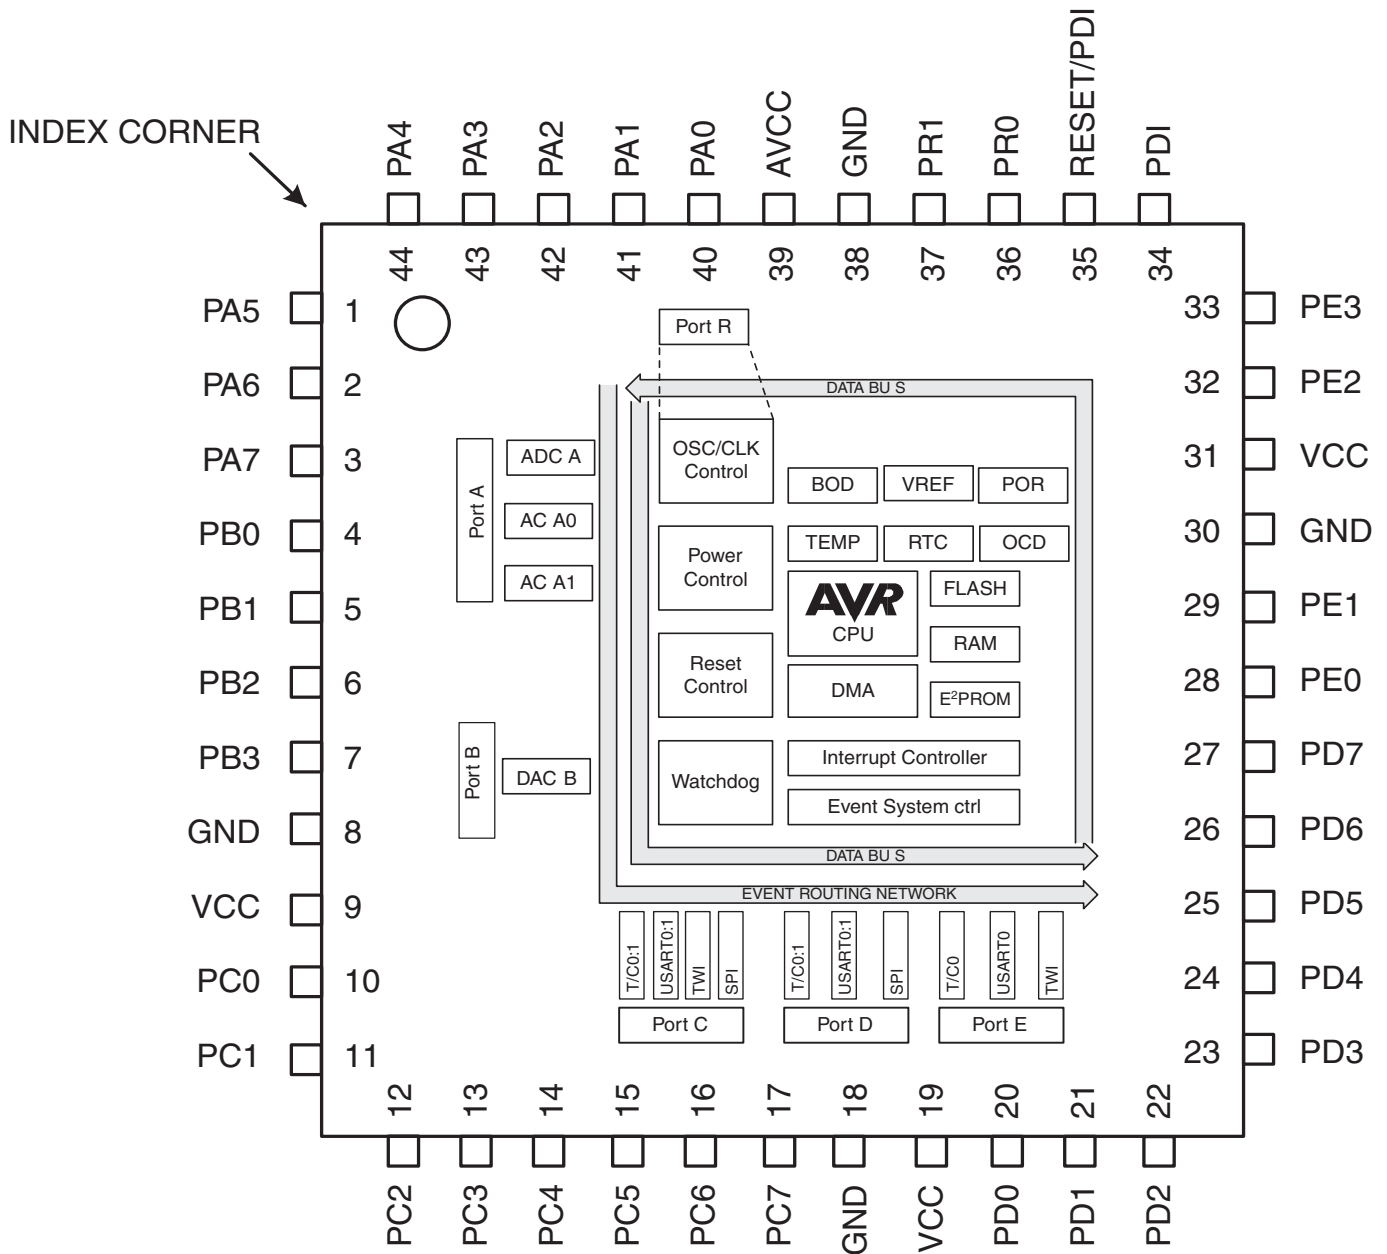 INDEX CORNER
PA4
PA3
PA2
PA1
PA0
AVCC
GND
PR1
PR0
RESET/PDI
PDI
44
43
42
41
40
39
38
37
36
35
34
PA5
1
PA6
2
PA7
3
PB0
4
PB1
5
PB2
6
PB3
7
GND
8
VCC
9
PC0
10
PC1
11
Port R
DATA BU S
OSC/CLK
Control
BOD
VREF
POR
Power
Control
TEMP
RTC
OCD
AVR
CPU
FLASH
RAM
Reset
Control
DMA
E²PROM
Watchdog
Interrupt Controller
Event System ctrl
DATA BU S
EVENT ROUTING NETWORK
Port A
ADC A
AC A0
AC A1
Port B
DAC B
T/C0:1
USART0:1
TWI
SPI
Port C
T/C0:1
USART0:1
SPI
Port D
T/C0
USART0
TWI
Port E
33
PE3
32
PE2
31
VCC
30
GND
29
PE1
28
PE0
27
PD7
26
PD6
25
PD5
24
PD4
23
PD3
12
13
14
15
16
17
18
19
20
21
22
PC2
PC3
PC4
PC5
PC6
PC7
GND
VCC
PD0
PD1
PD2